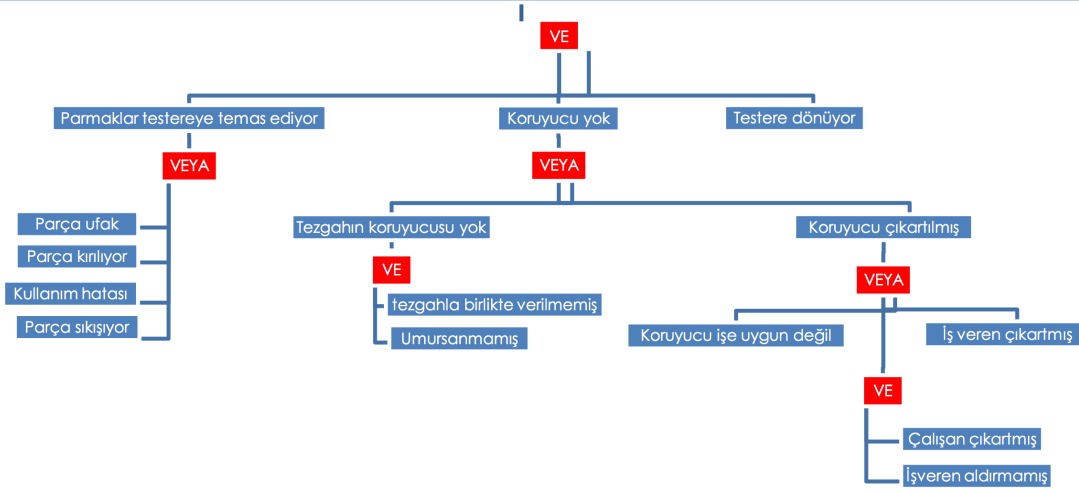 VE
Parmaklar testereye temas ediyor
Koruyucu yok
Testere dönüyor
VEYA
VEYA
Parça ufak
Parça kırılıyor
Kullanım hatası
Parça sıkışıyor
Tezgahın koruyucusu yok
Koruyucu çıkartılmış
VE
VEYA
tezgahla birlikte verilmemiş
Umursanmamış
Koruyucu işe uygun değil
İş veren çıkartmış
VE
Çalışan çıkartmış
İşveren aldırmamış